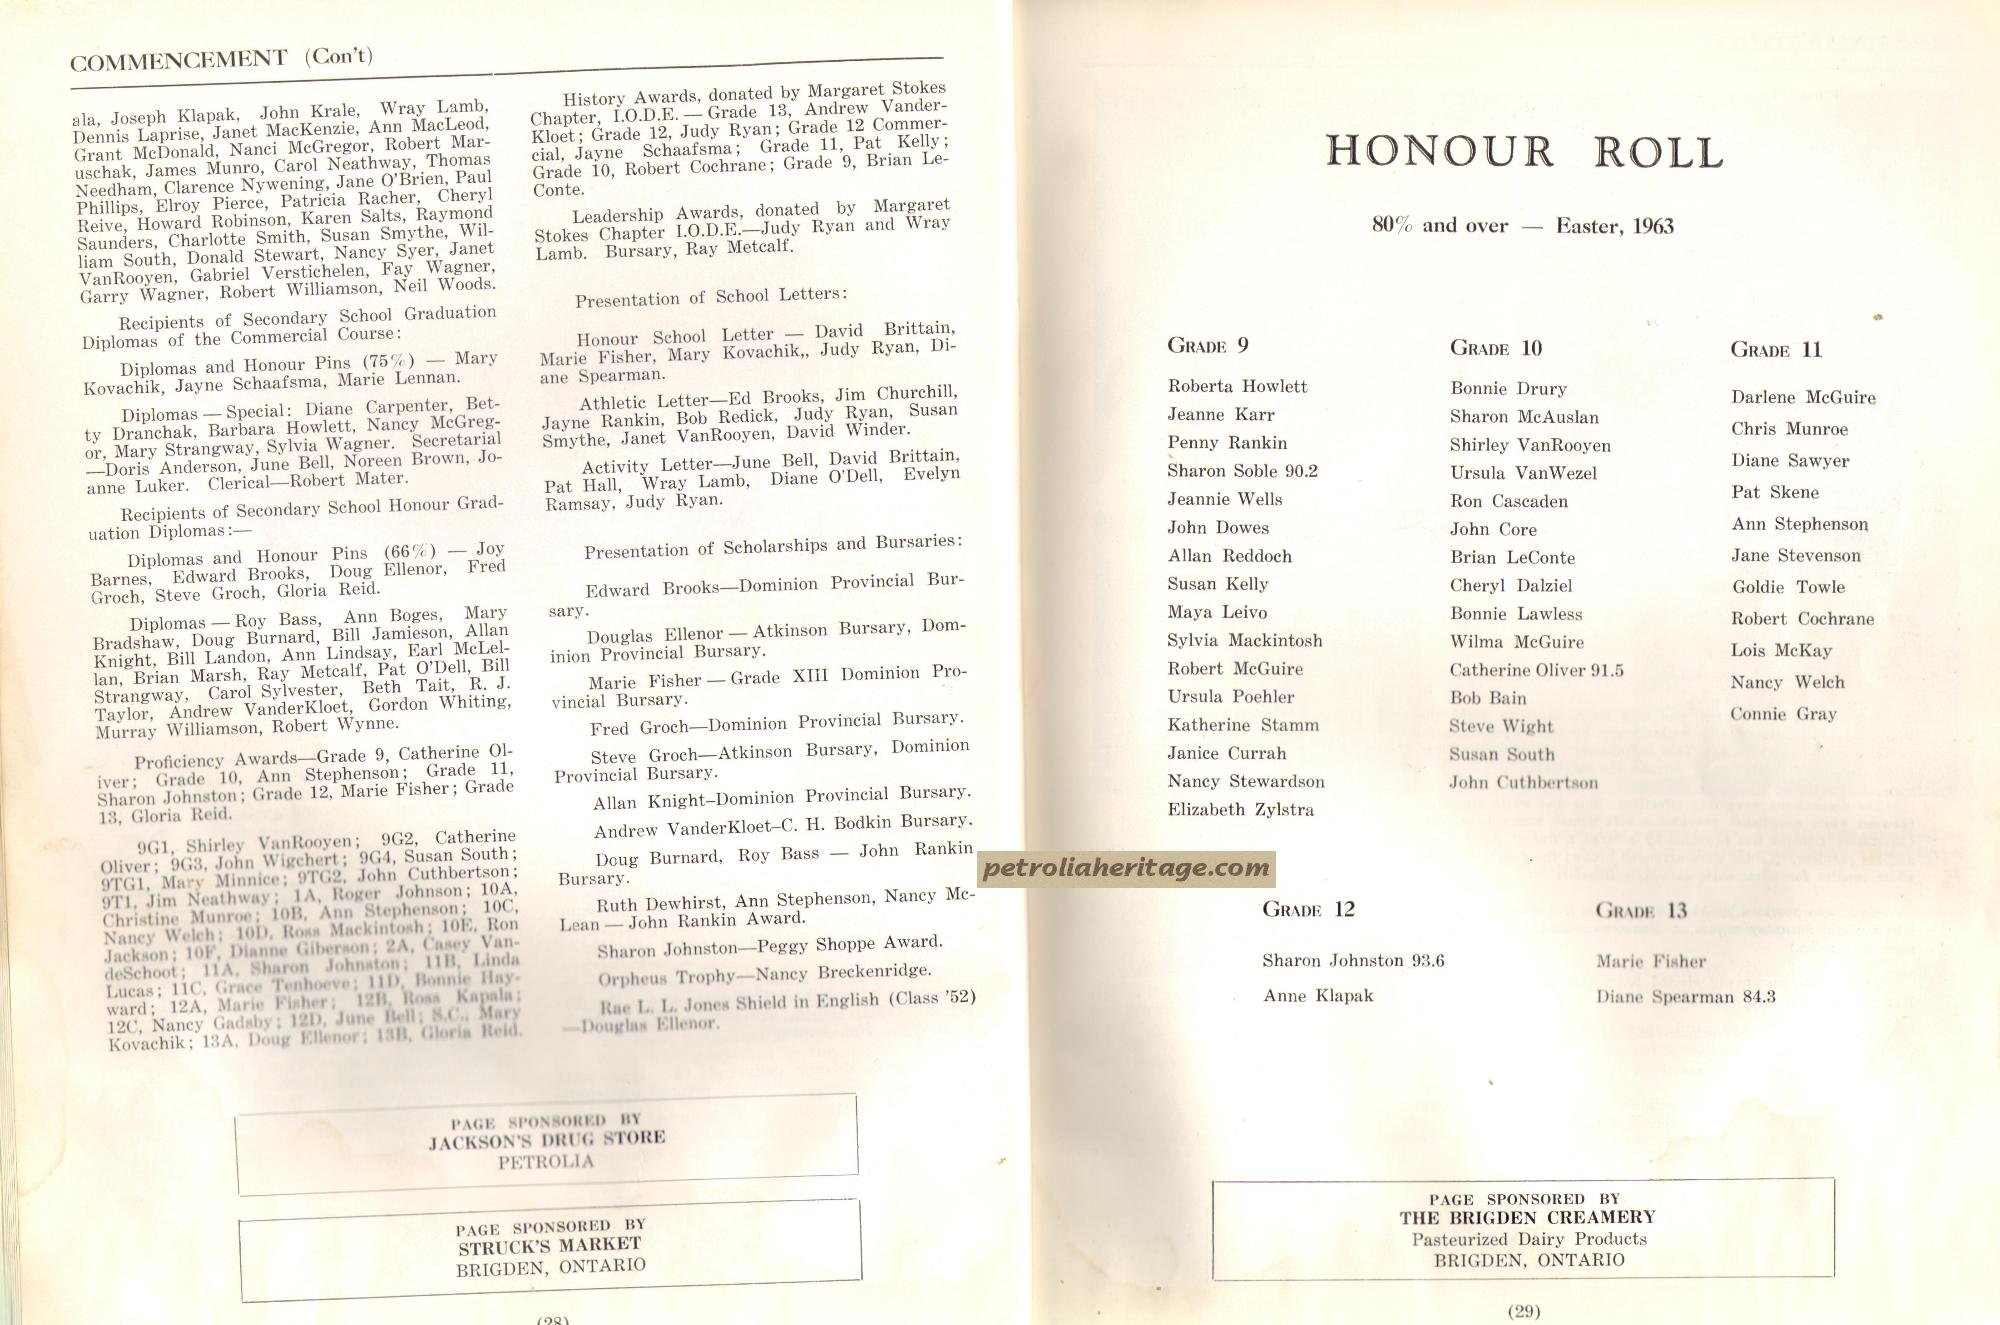 COMMENCEMENT (Con't)
ala, Joseph Klapak, John Krale, Wray Lamb,
Dennis Laprise, Janet MacKenzie, Ann MacLeod,
Grant McDonald, Nanci McGregor, Robert Mar-
uschak, James Munro, Carol Neathway, Thomas
Needham, Clarence Nywening, Jane O'Brien, Paul
Phillips, Elroy Pierce, Patricia Racher, Cheryl
Reive, Howard Robinson, Karen Salts, Raymond
Saunders, Charlotte Smith, Susan Smythe, Wil-
liam South, Donald Stewart, Nancy Syer, Janet
VanRooyen, Gabriel Verstichelen, Fay Wagner,
Garry Wagner, Robert Williamson, Neil Woods.
Recipients of Secondary School Graduation
Diplomas of the Commercial Course:
Diplomas and Honour Pins (75%) — Mary
Kovachik, Jayne Schaafsma, Marie Lennan.
Diplomas — Special: Diane Carpenter, Bet-
ty Dranchak, Barbara Howlett, Nancy McGreg-
or, Mary Strangway, Sylvia Wagner. Secretarial
—Doris Anderson, June Bell, Noreen Brown, Jo-
anne Luker. Clerical—Robert Mater.
Recipients of Secondary School Honour Grad-
uation Diplomas:—
Diplomas and Honour Pins (66%) — Joy
Barnes, Edward Brooks, Doug Ellenor, Fred
Groch, Steve Groch, Gloria Reid.
Diplomas — Roy Bass, Ann Boges, Mary
Bradshaw, Doug Burnard, Bill Jamieson, Allan
Knight, Bill Landon, Ann Lindsay, Earl McLel-
lan, Brian Marsh, Ray Metcalf, Pat O'Dell, Bill
Strangway, Carol Sylvester, Beth Tait, R. J.
Taylor, Andrew VanderKloet, Gordon Whiting,
Murray Williamson, Robert Wynne.
Proficiency Awards—Grade 9, Catherine Ol-
iver; Grade 10, Ann Stephenson; Grade 11,
Sharon Johnston; Grade 12, Marie Fisher; Grade
13, Gloria Reid.
9G1, Shirley VanRooyen; 9G2, Catherine
Oliver; 9G3, John Wigchert; 9G4, Susan South;
9TG1, Mary Minnice; 9TG2, John Cuthbertson;
9T1, Jim Neathway; 1A, Roger Johnson; 10A,
Christine Munroe; 10B, Ann Stephenson; 10C,
Nancy Welch; 10D, Ross Mackintosh; 10E, Ron
Jackson; 10F, Dianne Giberson; 2A, Casey Van-
deSchoot; 11A, Sharon Johnston; 11B, Linda
Lucas; 11C, Grace Tenhoeve; 11D, Bonnie Hay-
ward; 12A, Marie Fisher; 12B, Ross Kapala;
12C, Nancy Gadsby; 12D, June Bell; S.C., Mary
Kovachik; 13A, Doug Ellenor; 13B, Gloria Reid.
History Awards, donated by Margaret Stokes
Chapter, I.O.D.E. — Grade 13, Andrew Vander-
Kloet; Grade 12, Judy Ryan; Grade 12 Commer-
cial, Jayne Schaafsma; Grade 11, Pat Kelly;
Grade 10, Robert Cochrane; Grade 9, Brian Le-
Conte.
Leadership Awards, donated by Margaret
Stokes Chapter I.O.D.E.—Judy Ryan and Wray
Lamb. Bursary, Ray Metcalf.
Presentation of School Letters:
Honour School Letter — David Brittain,
Marie Fisher, Mary Kovachik,, Judy Ryan, Di-
ane Spearman.
Athletic Letter—Ed Brooks, Jim Churchill,
Jayne Rankin, Bob Redick, Judy Ryan, Susan
Smythe, Janet VanRooyen, David Winder.
Activity Letter—June Bell, David Brittain,
Pat Hall, Wray Lamb, Diane O'Dell, Evelyn
Ramsay, Judy Ryan.
Presentation of Scholarships and Bursaries:
Edward Brooks—Dominion Provincial Bur-
sary.
Douglas Ellenor — Atkinson Bursary, Dom-
inion Provincial Bursary.
Marie Fisher — Grade XIII Dominion Pro-
vincial Bursary.
Fred Groch—Dominion Provincial Bursary.
Steve Groch—Atkinson Bursary, Dominion
Provincial Bursary.
Allan Knight–Dominion Provincial Bursary.
Andrew VanderKloet–C. H. Bodkin Bursary.
Doug Burnard, Roy Bass — John Rankin
Bursary.
Ruth Dewhirst, Ann Stephenson, Nancy Mc-
Lean — John Rankin Award.
Sharon Johnston—Peggy Shoppe Award.
Orpheus Trophy—Nancy Breckenridge.
Rae L. L. Jones Shield in English (Class '52)
—Douglas Ellenor.
PAGE SPONSORED BY
JACKSON'S DRUG STORE
PETROLIA
PAGE SPONSORED BY
STRUCK'S MARKET
BRIGDEN, ONTARIO
(28)
HONOUR ROLL
80% and over — Easter, 1963
GRADE 9
Roberta Howlett
Jeanne Karr
Penny Rankin
Sharon Soble 90.2
Jeannie Wells
John Dowes
Allan Reddoch
Susan Kelly
Maya Leivo
Sylvia Mackintosh
Robert McGuire
Ursula Poehler
Katherine Stamm
Janice Currah
Nancy Stewardson
Elizabeth Zylstra
GRADE 10
Bonnie Drury
Sharon McAuslan
Shirley VanRooyen
Ursula VanWezel
Ron Cascaden
John Core
Brian LeConte
Cheryl Dalziel
Bonnie Lawless
Wilma McGuire
Catherine Oliver 91.5
Bob Bain
Steve Wight
Susan South
John Cuthbertson
GRADE 11
Darlene McGuire
Chris Munroe
Diane Sawyer
Pat Skene
Ann Stephenson
Jane Stevenson
Goldie Towle
Robert Cochrane
Lois McKay
Nancy Welch
Connie Gray
petroliaheritage.com
GRADE 12
Sharon Johnston 93.6
Anne Klapak
GRADE 13
Marie Fisher
Diane Spearman 84.3
PAGE SPONSORED BY
THE BRIGDEN CREAMERY
Pasteurized Dairy Products
BRIGDEN, ONTARIO
(29)